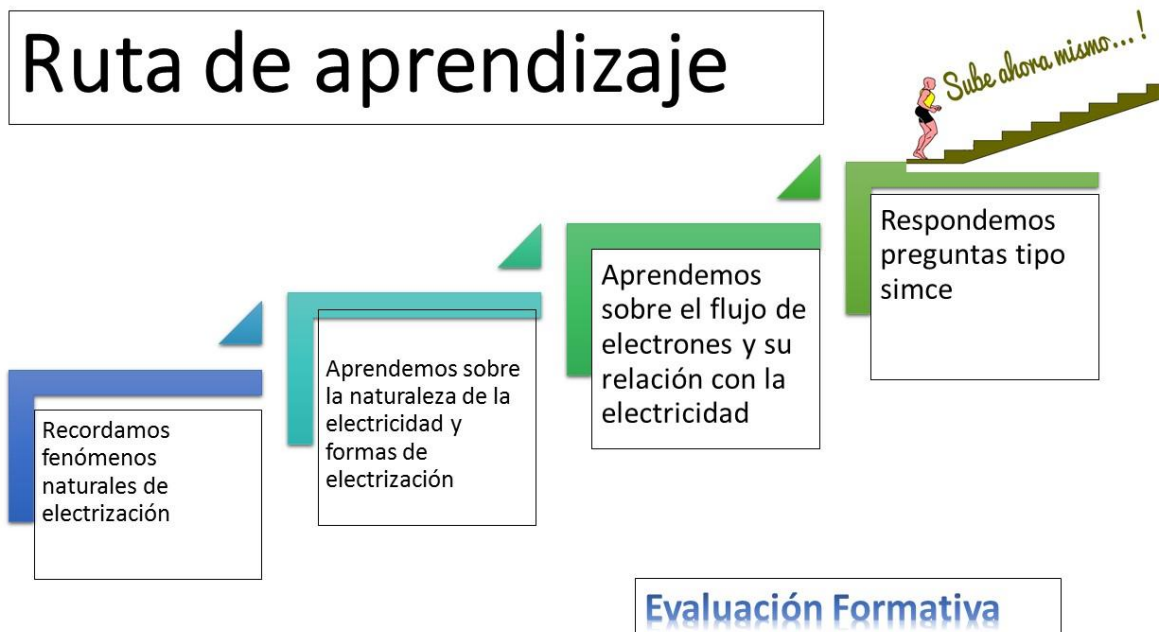 Ruta de aprendizaje
Sube ahora mismo...!
Recordamos
fenómenos
naturales de
electrización
Aprendemos sobre
la naturaleza de la
electricidad y
formas de
electrización
Aprendemos
sobre el flujo de
electrones y su
relación con la
electricidad
Respondemos
preguntas tipo
simce
Evaluación Formativa